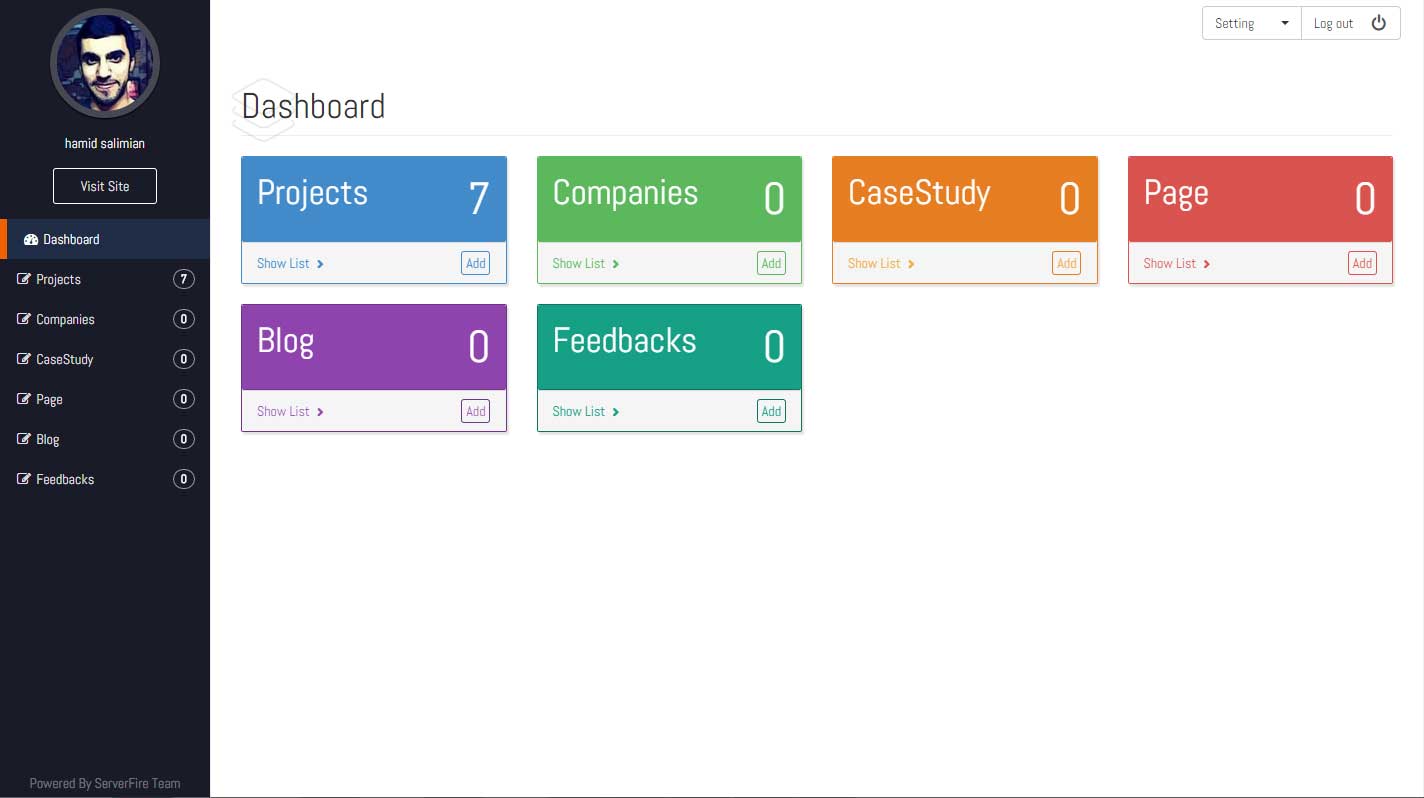 hamid salimian
Visit Site
Dashboard
Projects 7
Companies 0
CaseStudy 0
Page 0
Blog 0
Feedbacks 0
Powered By ServerFire Team
Setting Log out
Dashboard
Projects 7
Show List Add
Companies 0
Show List Add
CaseStudy 0
Show List Add
Page 0
Show List Add
Blog 0
Show List Add
Feedbacks 0
Show List Add